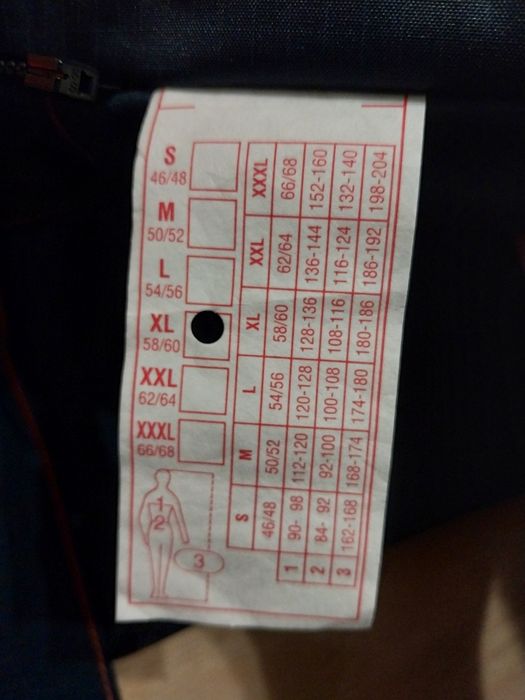 S
46/48
M
50/52
L
54/56
XL
58/60
XXL
62/64
XXXL
66/68
1
2
3
S M L XL XXL XXXL
46/48 50/52 54/56 58/60 62/64 66/68
1 90- 98 112-120 120-128 128-136 136-144 152-160
2 84- 92 92-100 100-108 108-116 116-124 132-140
3 162-168 168-174 174-180 180-186 186-192 198-204